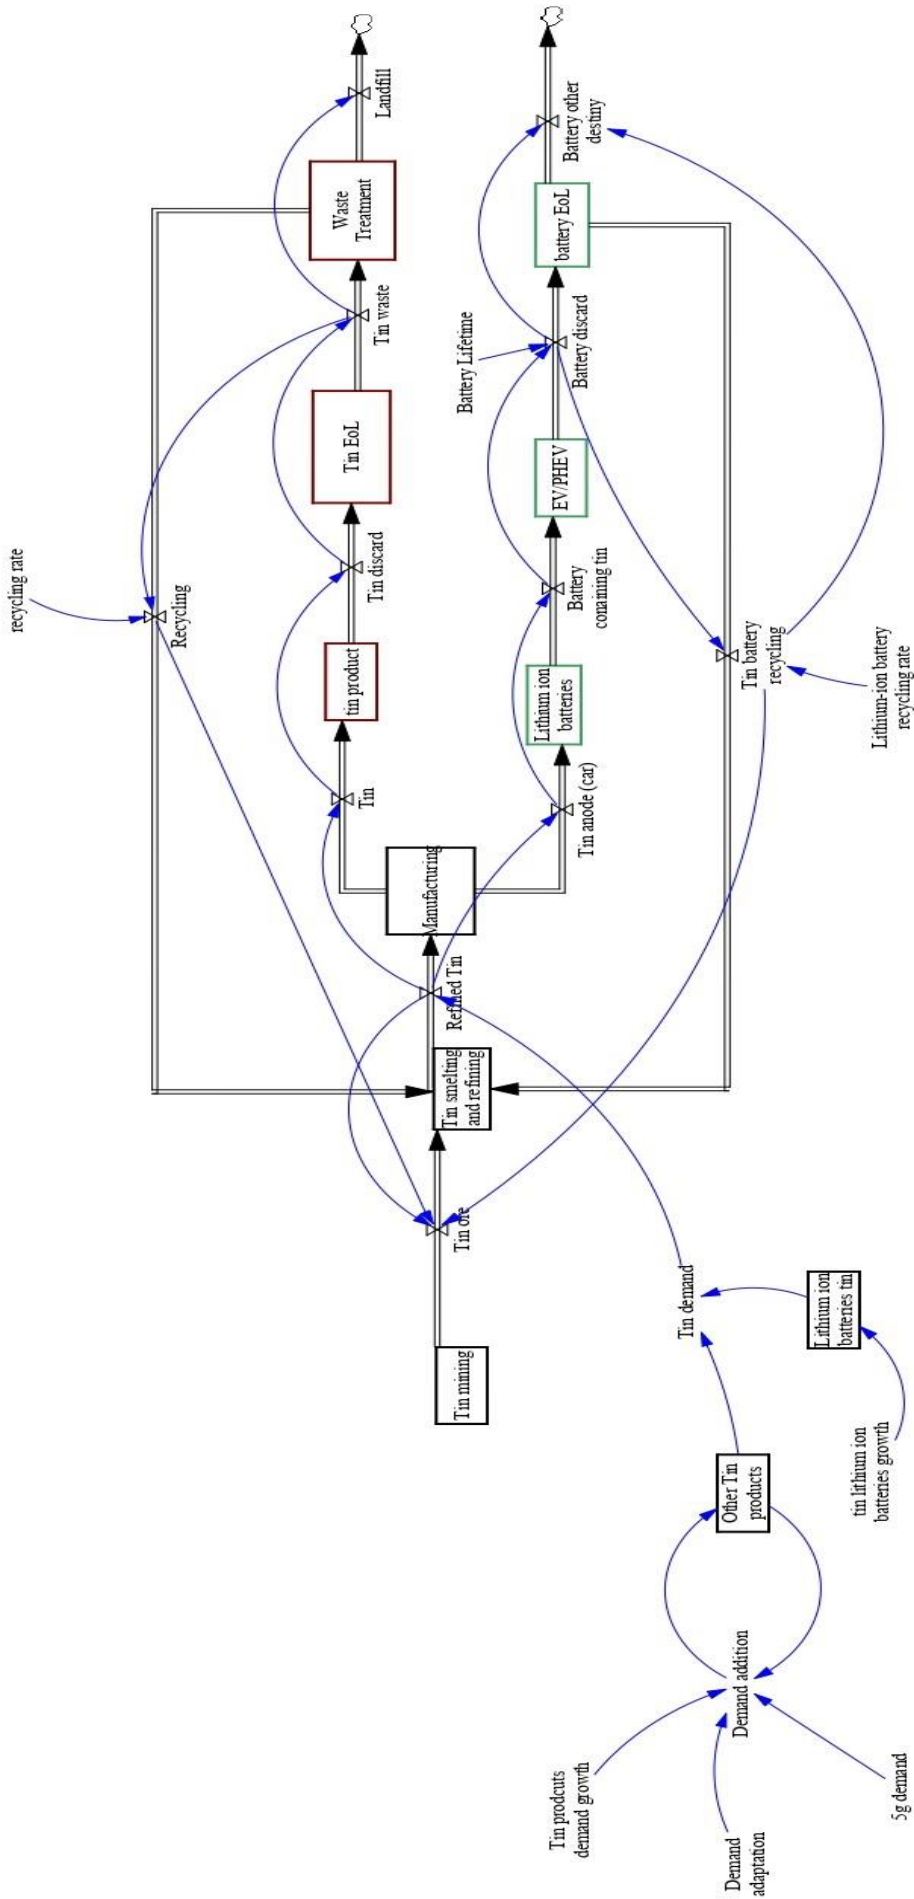 recycling rate
Recycling
Landfill
Waste
Treatment
Tin waste
Tin EoL
Tin discard
tin product
Tin
Manufacturing
Refined Tin
Tin smelting
and refining
Tin ore
Tin mining
Battery Lifetime
Tin anode (car)
Lithium ion
batteries
Battery
conaining tin
EV/PHEV
Battery discard
battery EoL
Battery other
destiny
Tin battery
recycling
Lithium-ion battery
recycling rate
Tin demand
Lithium ion
batteries tin
tin lithium ion
batteries growth
Other Tin
products
Demand addition
Tin prodcuts
demand growth
Demand
adaptation
5g demand